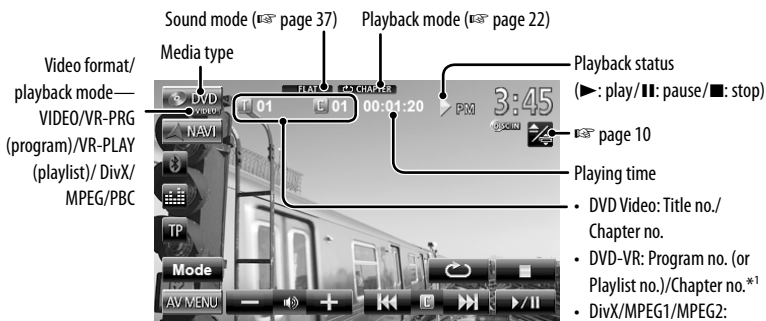 Sound mode (☞ page 37)
Playback mode (☞ page 22)
Media type
Video format/
playback mode—
VIDEO/VR-PRG
(program)/VR-PLAY
(playlist)/ DivX/
MPEG/PBC
Playback status
(►: play/❚❚: pause/■: stop)
☞ page 10
Playing time
• DVD Video: Title no./
Chapter no.
• DVD-VR: Program no. (or
Playlist no.)/Chapter no.*1
• DivX/MPEG1/MPEG2:
FLAT
CHAPTER
DVD
VIDEO
T 01
C 01
00:01:20
PM
3:45
NAVI
TP
Mode
AV MENU
C